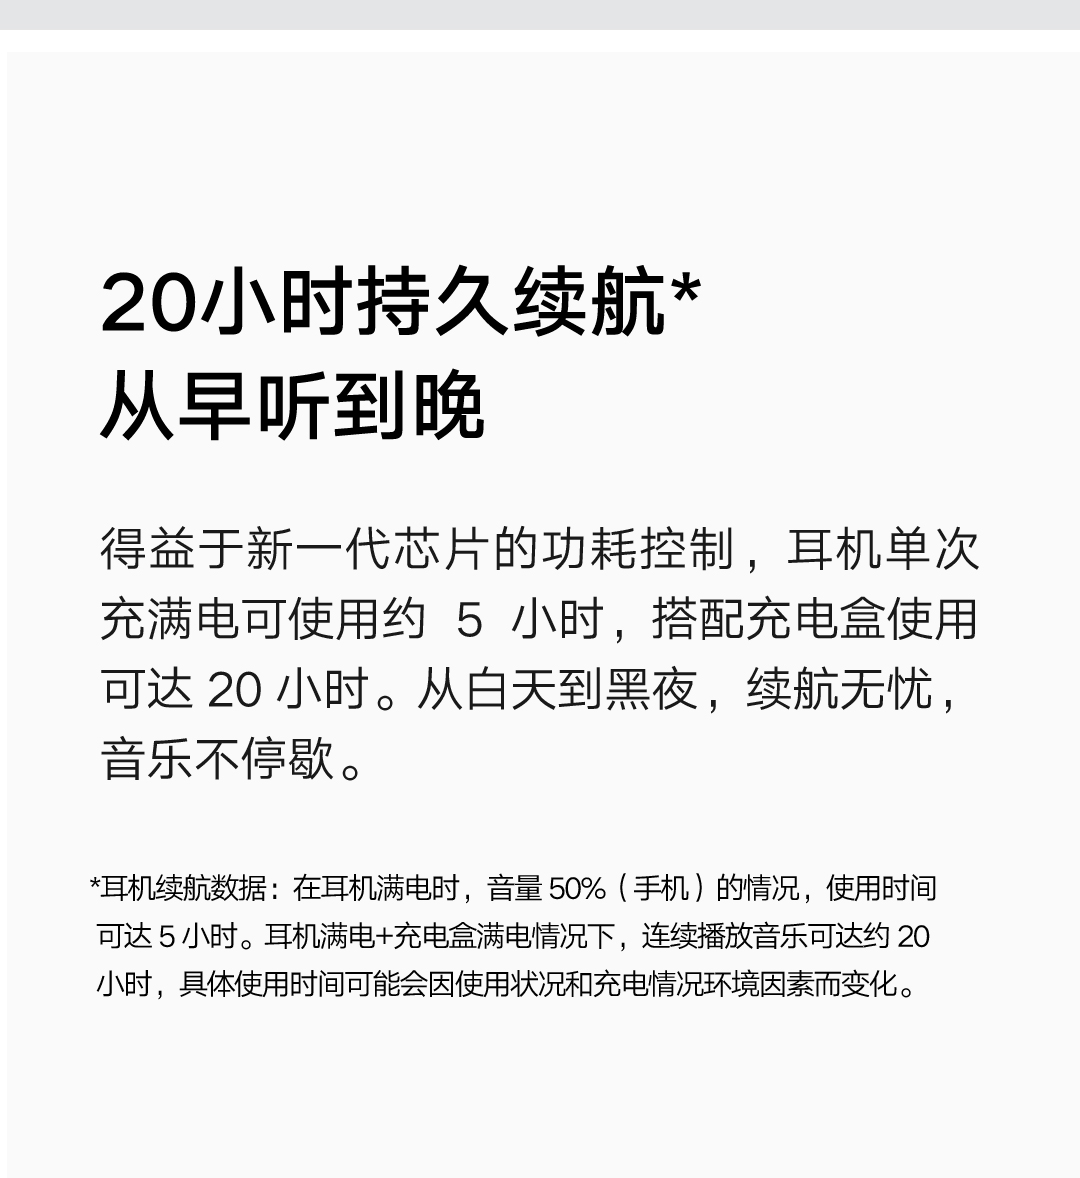 20小时持久续航*
从早听到晚
得益于新一代芯片的功耗控制，耳机单次
充满电可使用约 5 小时，搭配充电盒使用
可达 20 小时。从白天到黑夜，续航无忧，
音乐不停歇。
*耳机续航数据：在耳机满电时，音量 50%（手机）的情况，使用时间
可达 5 小时。耳机满电+充电盒满电情况下，连续播放音乐可达约 20
小时，具体使用时间可能会因使用状况和充电情况环境因素而变化。